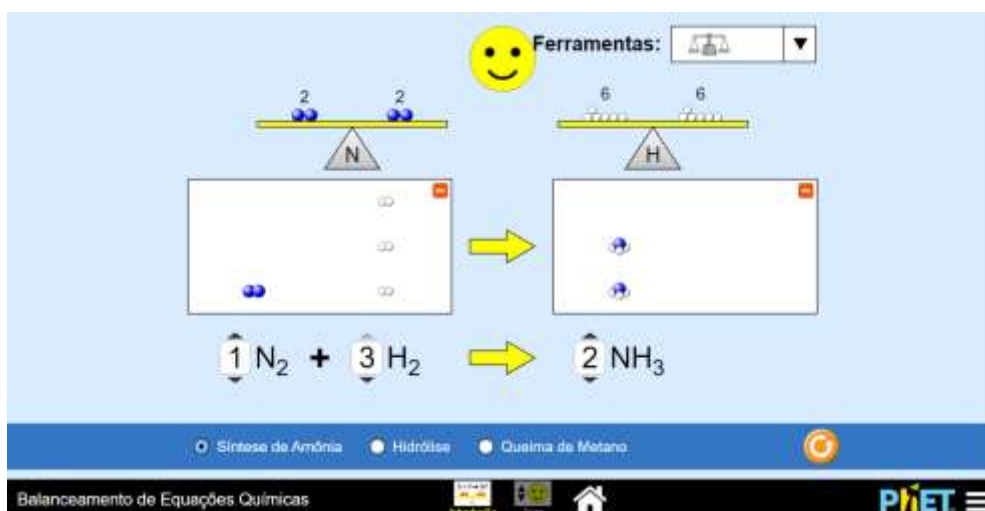 Ferramentas:
2 2 6 6
N H
1 N₂ + 3 H₂ 2 NH₃
Síntese de Amônia Hidrólise Queima de Metano
Balanceamento de Equações Químicas
PhET